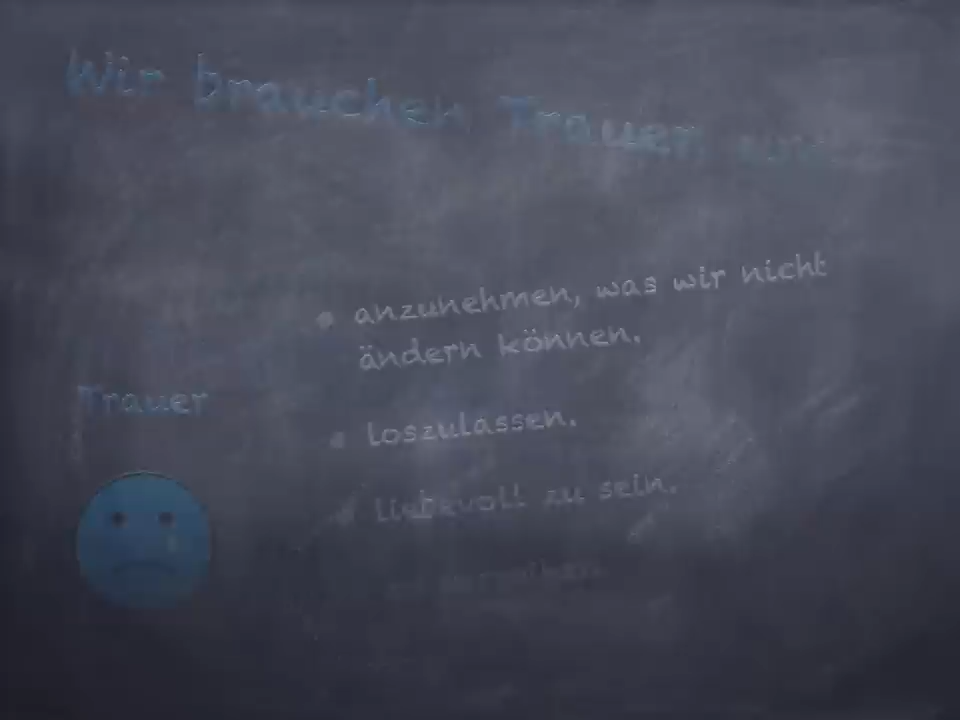 Wir brauchen Trauer um
anzunehmen, was wir nicht
ändern können.
Trauer
loszulassen.
liebevoll zu sein.